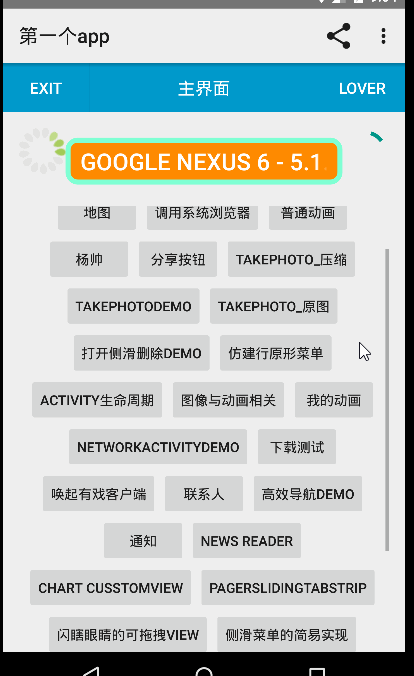 第一个app
EXIT 主界面 LOVER
GOOGLE NEXUS 6 - 5.1
地图 调用系统浏览器 普通动画
杨帅 分享按钮 TAKEPHOTO_压缩
TAKEPHOTODEMO TAKEPHOTO_原图
打开侧滑删除DEMO 仿建行原形菜单
ACTIVITY生命周期 图像与动画相关 我的动画
NETWORKACTIVITYDEMO 下载测试
唤起有戏客户端 联系人 高效导航DEMO
通知 NEWS READER
CHART CUSSTOMVIEW PAGERSLIDINGTABSTRIP
闪瞎眼睛的可拖拽VIEW 侧滑菜单的简易实现